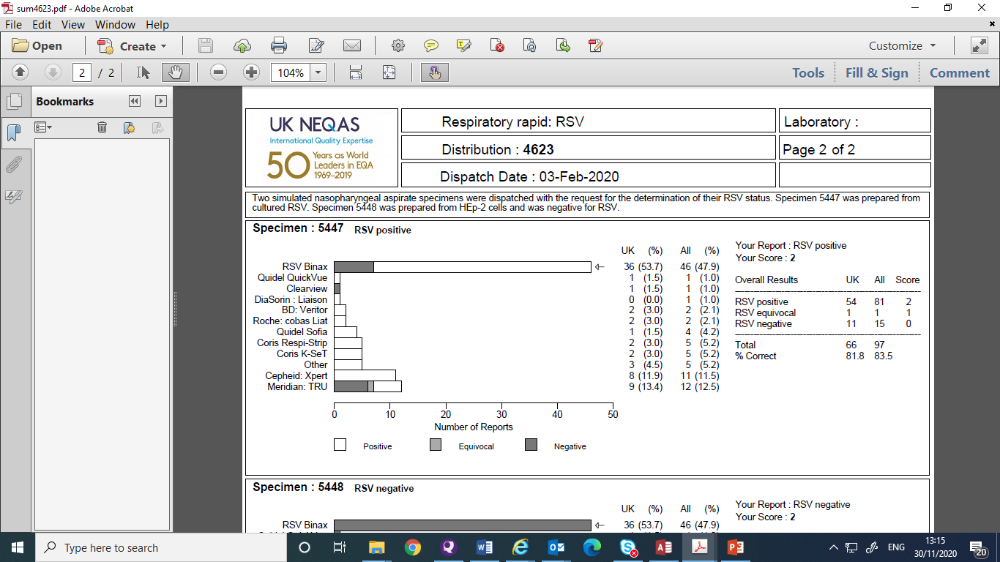 sum4623.pdf - Adobe Acrobat
File Edit View Window Help
Open Create Customize
2 / 2 104% Tools Fill & Sign Comment
Bookmarks
UK NEQAS
International Quality Expertise
50 Years as World
Leaders in EQA
1969–2019
Respiratory rapid: RSV
Laboratory :
Distribution : 4623
Page 2 of 2
Dispatch Date : 03-Feb-2020
Two simulated nasopharyngeal aspirate specimens were dispatched with the request for the determination of their RSV status. Specimen 5447 was prepared from
cultured RSV. Specimen 5448 was prepared from HEp-2 cells and was negative for RSV.
Specimen : 5447 RSV positive
UK (%) All (%)
RSV Binax 36 (53.7) 46 (47.9)
Quidel QuickVue 1 (1.5) 1 (1.0)
Clearview 1 (1.5) 1 (1.0)
DiaSorin : Liaison 0 (0.0) 1 (1.0)
BD: Veritor 2 (3.0) 2 (2.1)
Roche: cobas Liat 2 (3.0) 2 (2.1)
Quidel Sofia 1 (1.5) 4 (4.2)
Coris Respi-Strip 2 (3.0) 5 (5.2)
Coris K-SeT 2 (3.0) 5 (5.2)
Other 3 (4.5) 5 (5.2)
Cepheid: Xpert 8 (11.9) 11 (11.5)
Meridian: TRU 9 (13.4) 12 (12.5)
0 10 20 30 40 50
Number of Reports
Positive Equivocal Negative
Your Report : RSV positive
Your Score : 2
Overall Results UK All Score
RSV positive 54 81 2
RSV equivocal 1 1 1
RSV negative 11 15 0
Total 66 97
% Correct 81.8 83.5
Specimen : 5448 RSV negative
UK (%) All (%)
RSV Binax 36 (53.7) 46 (47.9)
Your Report : RSV negative
Your Score : 2
Type here to search
ENG
13:15
30/11/2020
20